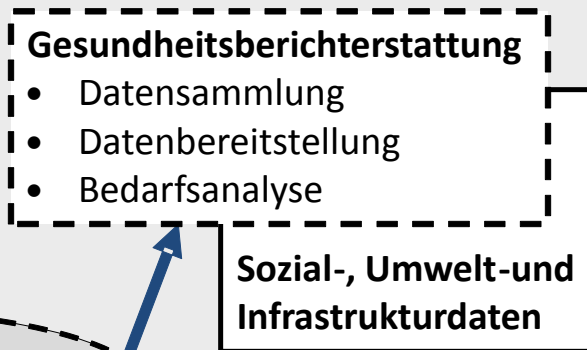 Gesundheitsberichterstattung
• Datensammlung
• Datenbereitstellung
• Bedarfsanalyse
Sozial-, Umwelt-und
Infrastrukturdaten